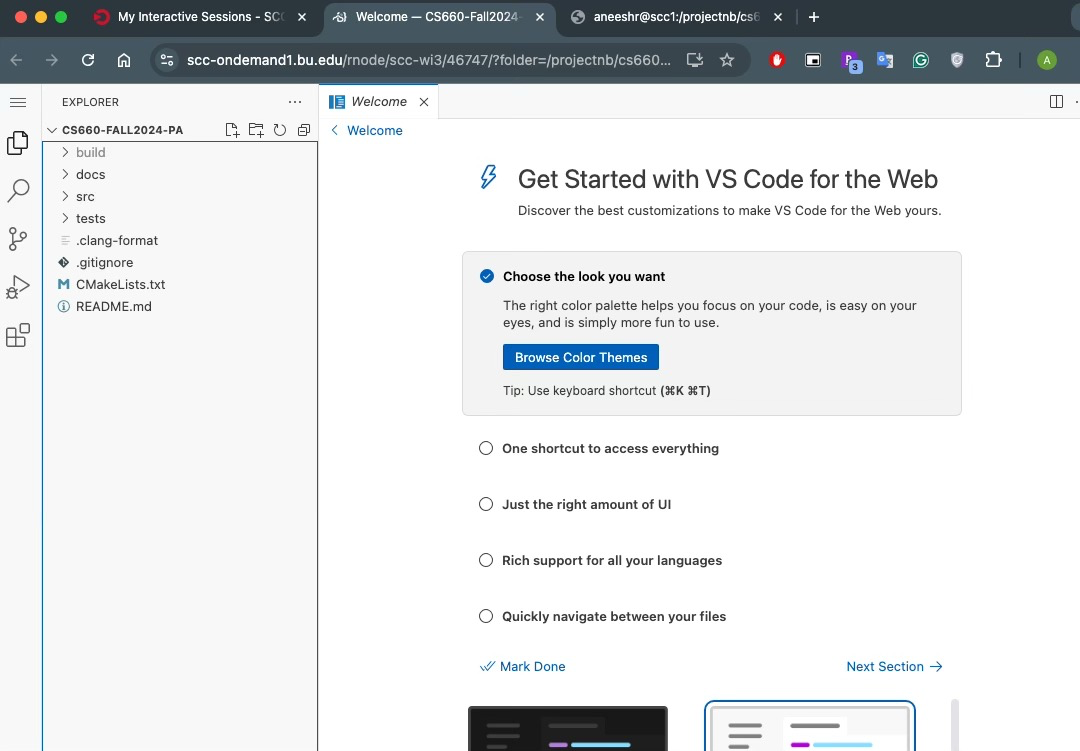 My Interactive Sessions - SCC
Welcome — CS660-Fall2024-
aneeshr@scc1:/projectnb/cs6
scc-ondemand1.bu.edu/rnode/scc-wi3/46747/?folder=/projectnb/cs660...
3
A
EXPLORER
Welcome
CS660-FALL2024-PA
Welcome
build
docs
src
tests
.clang-format
.gitignore
CMakeLists.txt
README.md
Get Started with VS Code for the Web
Discover the best customizations to make VS Code for the Web yours.
Choose the look you want
The right color palette helps you focus on your code, is easy on your
eyes, and is simply more fun to use.
Browse Color Themes
Tip: Use keyboard shortcut (⌘K ⌘T)
One shortcut to access everything
Just the right amount of UI
Rich support for all your languages
Quickly navigate between your files
Mark Done
Next Section →